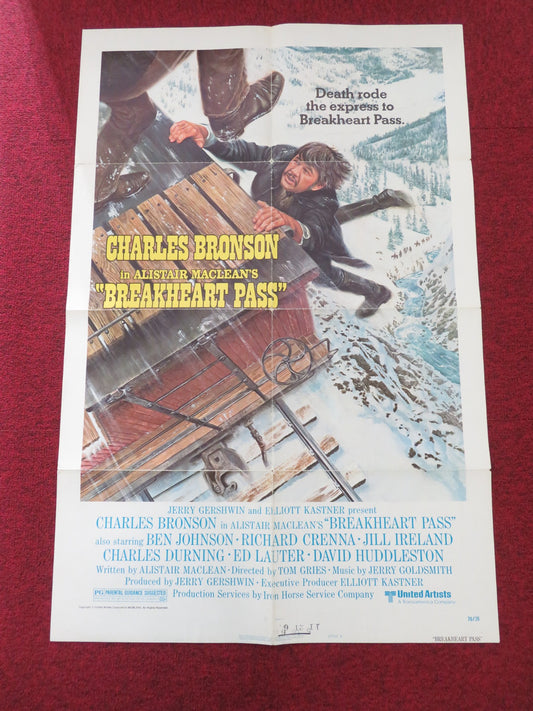 Death rode
the express to
Breakheart Pass.
CHARLES BRONSON
in ALISTAIR MACLEAN'S
"BREAKHEART PASS"
JERRY GERSHWIN and ELLIOTT KASTNER present
CHARLES BRONSON in ALISTAIR MACLEAN'S "BREAKHEART PASS"
also starring BEN JOHNSON · RICHARD CRENNA · JILL IRELAND
CHARLES DURNING · ED LAUTER · DAVID HUDDLESTON
Written by ALISTAIR MACLEAN · Directed by TOM GRIES · Music by JERRY GOLDSMITH
Produced by JERRY GERSHWIN · Executive Producer ELLIOTT KASTNER
PG PARENTAL GUIDANCE SUGGESTED
Production Services by Iron Horse Service Company
United Artists
A Transamerica Company
76/26
"BREAKHEART PASS"